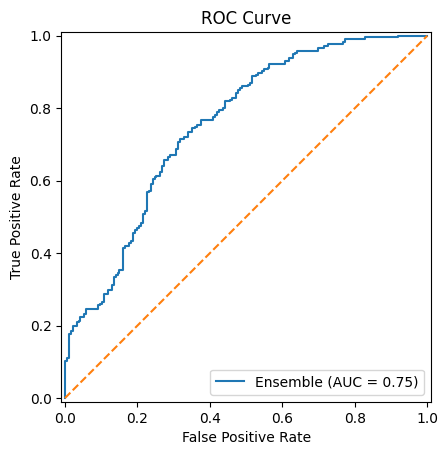 ROC Curve
1.0
0.8
0.6
0.4
0.2
0.0
True Positive Rate
Ensemble (AUC = 0.75)
0.0 0.2 0.4 0.6 0.8 1.0
False Positive Rate